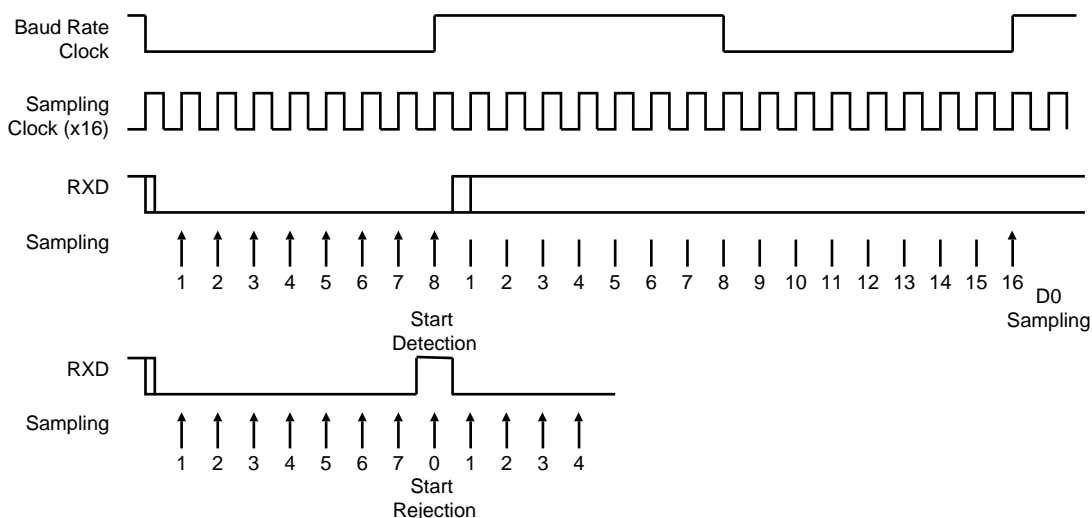 Baud Rate
Clock
Sampling
Clock (x16)
RXD
Sampling
1 2 3 4 5 6 7 8 1 2 3 4 5 6 7 8 9 10 11 12 13 14 15 16
D0
Sampling
Start
Detection
RXD
Sampling
1 2 3 4 5 6 7 0 1 2 3 4
Start
Rejection